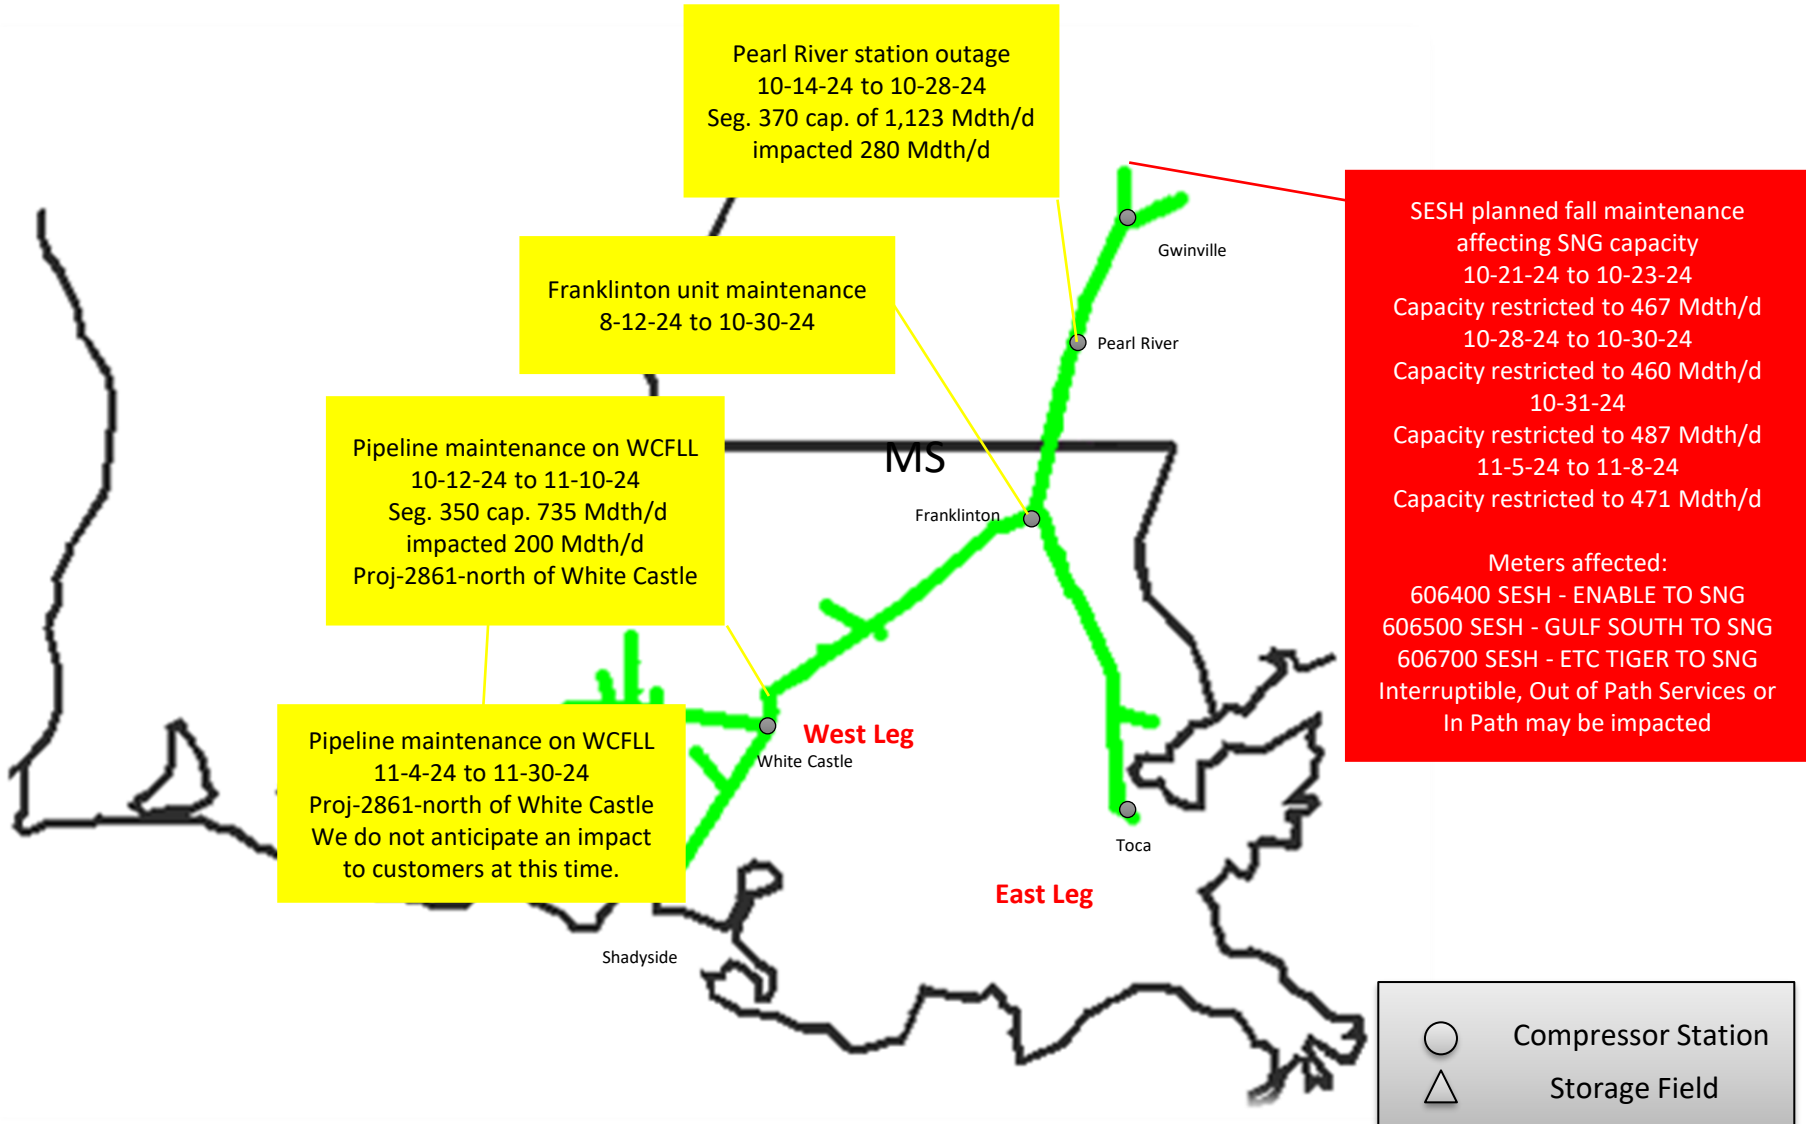 Pearl River station outage
10-14-24 to 10-28-24
Seg. 370 cap. of 1,123 Mdth/d
impacted 280 Mdth/d
SESH planned fall maintenance
affecting SNG capacity
10-21-24 to 10-23-24
Capacity restricted to 467 Mdth/d
10-28-24 to 10-30-24
Capacity restricted to 460 Mdth/d
10-31-24
Capacity restricted to 487 Mdth/d
11-5-24 to 11-8-24
Capacity restricted to 471 Mdth/d
Meters affected:
606400 SESH - ENABLE TO SNG
606500 SESH - GULF SOUTH TO SNG
606700 SESH - ETC TIGER TO SNG
Interruptible, Out of Path Services or
In Path may be impacted
Gwinville
Franklinton unit maintenance
8-12-24 to 10-30-24
Pearl River
Pipeline maintenance on WCFLL
10-12-24 to 11-10-24
Seg. 350 cap. 735 Mdth/d
impacted 200 Mdth/d
Proj-2861-north of White Castle
MS
Franklinton
West Leg
White Castle
Pipeline maintenance on WCFLL
11-4-24 to 11-30-24
Proj-2861-north of White Castle
We do not anticipate an impact
to customers at this time.
Toca
East Leg
Shadyside
Compressor Station
Storage Field